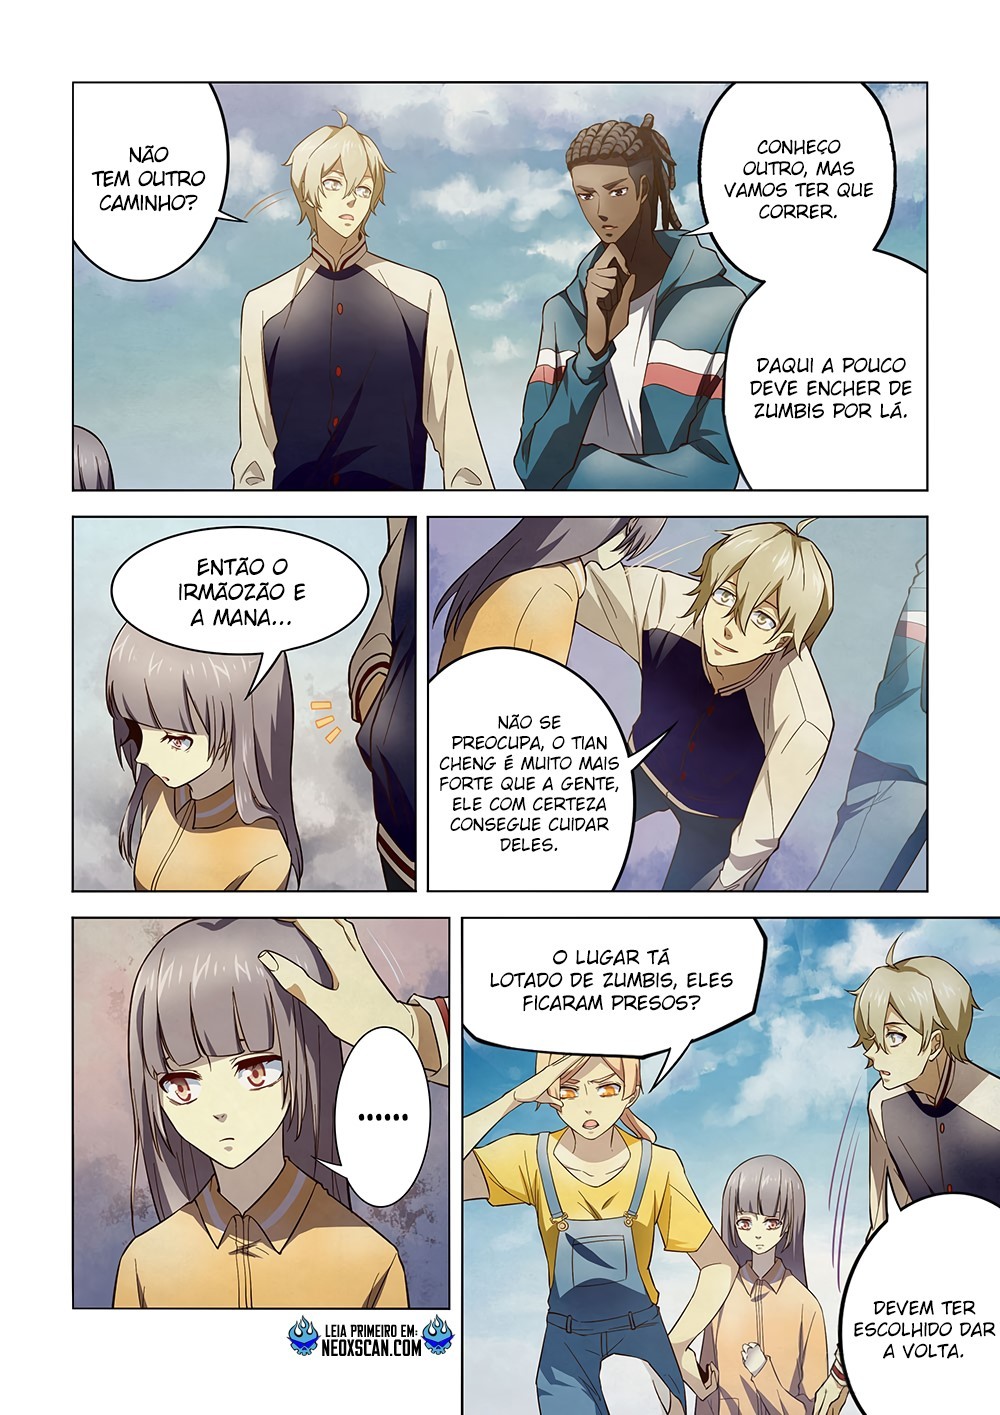 NÃO
TEM OUTRO
CAMINHO?
CONHEÇO
OUTRO, MAS
VAMOS TER QUE
CORRER.
DAQUI A POUCO
DEVE ENCHER DE
ZUMBIS POR LÁ.
ENTÃO O
IRMÃOZÃO E
A MANA...
NÃO SE
PREOCUPA, O TIAN
CHENG É MUITO MAIS
FORTE QUE A GENTE,
ELE COM CERTEZA
CONSEGUE CUIDAR
DELES.
......
O LUGAR TÁ
LOTADO DE ZUMBIS, ELES
FICARAM PRESOS?
DEVEM TER
ESCOLHIDO DAR
A VOLTA.
LEIA PRIMEIRO EM:
NEOXSCAN.COM